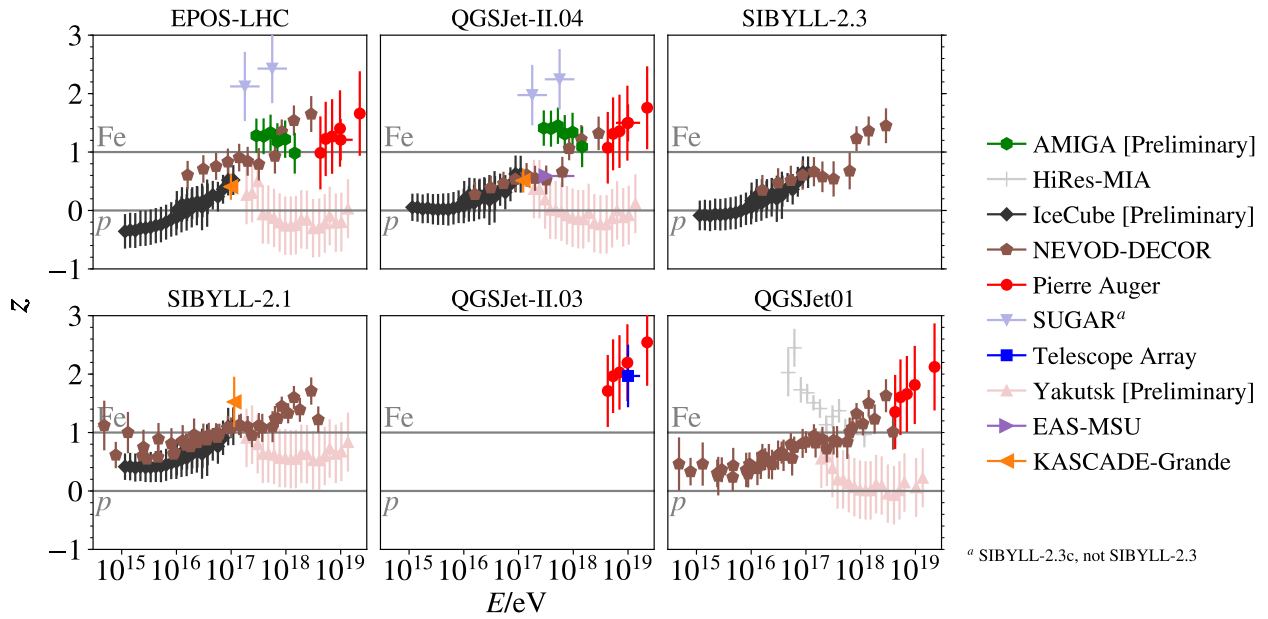 EPOS-LHC QGSJet-II.04 SIBYLL-2.3
3
2
1
0
−1
Fe
p
Fe
p
Fe
p
SIBYLL-2.1 QGSJet-II.03 QGSJet01
3
2
1
0
−1
Fe
p
Fe
p
Fe
p
z
10^15 10^16 10^17 10^18 10^19 10^15 10^16 10^17 10^18 10^19 10^15 10^16 10^17 10^18 10^19
E/eV
AMIGA [Preliminary]
HiRes-MIA
IceCube [Preliminary]
NEVOD-DECOR
Pierre Auger
SUGAR^a
Telescope Array
Yakutsk [Preliminary]
EAS-MSU
KASCADE-Grande
^a SIBYLL-2.3c, not SIBYLL-2.3